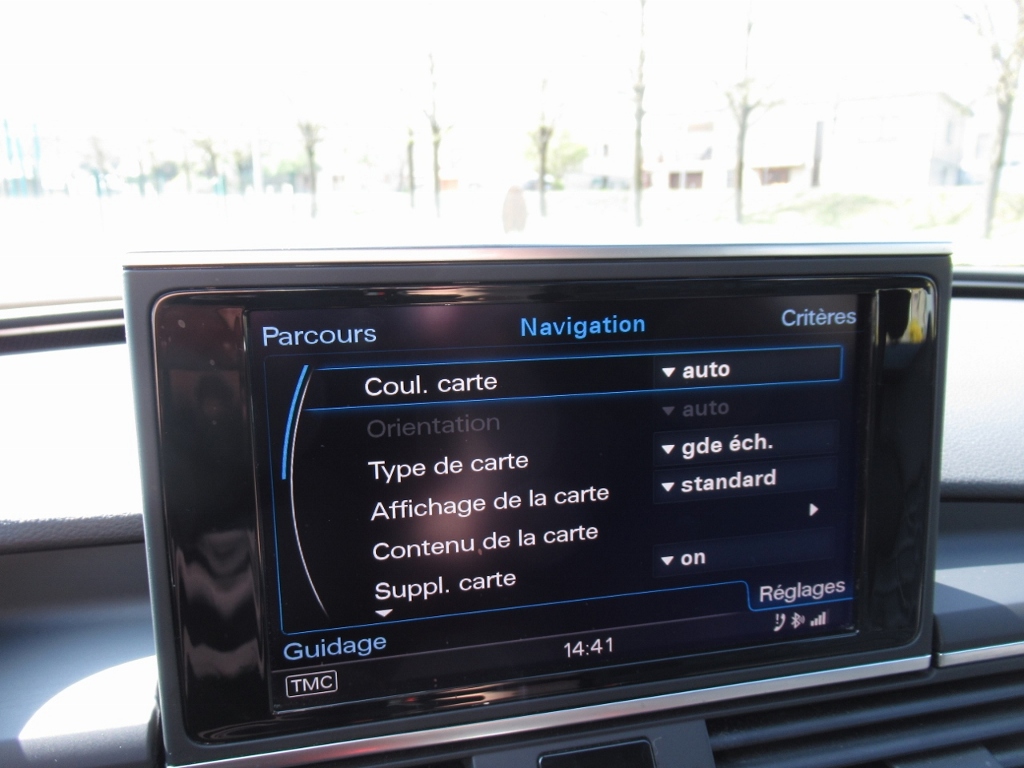 Parcours Navigation Critères
Coul. carte auto
Orientation auto
Type de carte gde éch.
Affichage de la carte standard
Contenu de la carte
Suppl. carte on
Réglages
Guidage 14:41
TMC